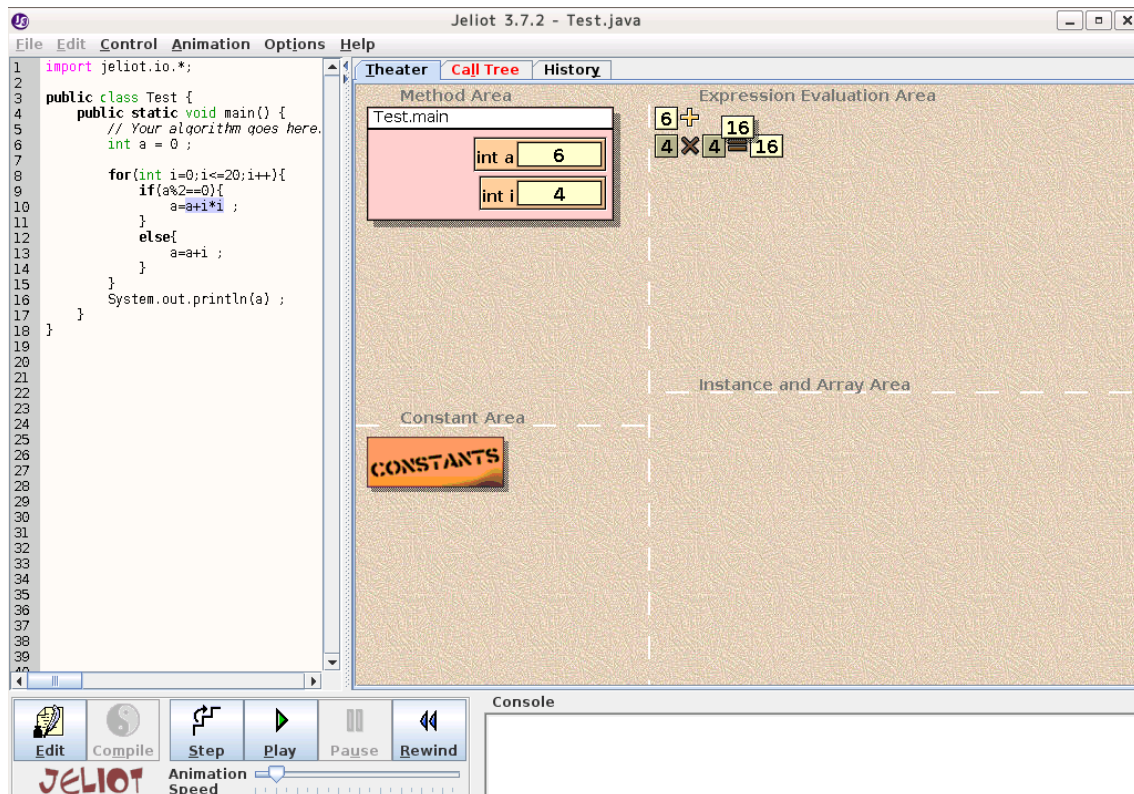 Jeliot 3.7.2 - Test.java
File Edit Control Animation Options Help
1 import jeliot.io.*;
2
3 public class Test {
4 public static void main() {
5 // Your algorithm goes here.
6 int a = 0 ;
7
8 for(int i=0;i<=20;i++){
9 if(a%2==0){
10 a=a+i*i ;
11 }
12 else{
13 a=a+i ;
14 }
15 }
16 System.out.println(a) ;
17 }
18 }
19
20
21
22
23
24
25
26
27
28
29
30
31
32
33
34
35
36
37
38
39
Theater Call Tree History
Method Area
Test.main
int a 6
int i 4
Expression Evaluation Area
6 + 16
4 × 4 = 16
Constant Area
CONSTANTS
Instance and Array Area
Edit Compile Step Play Pause Rewind
JELIOT
Animation
Speed
Console